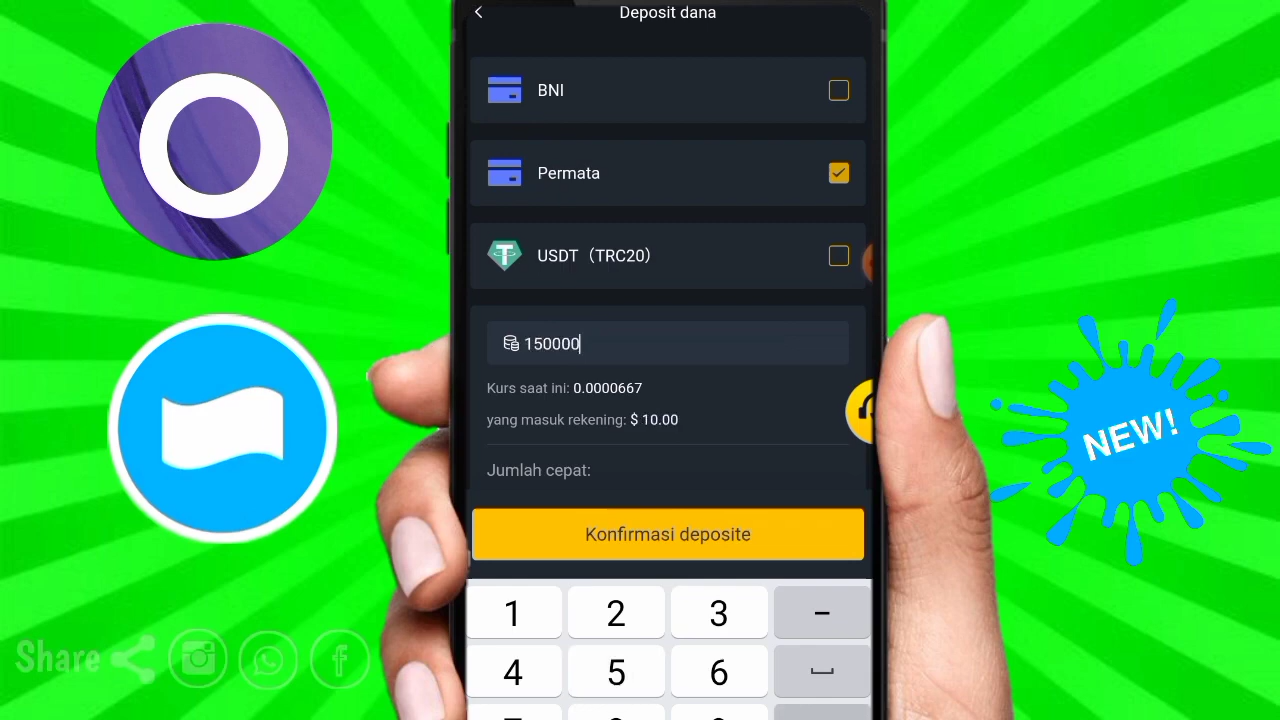 Deposit dana
BNI
Permata
USDT（TRC20）
150000
Kurs saat ini: 0.0000667
yang masuk rekening: $ 10.00
Jumlah cepat:
Konfirmasi deposite
1 2 3 –
4 5 6
NEW!
Share